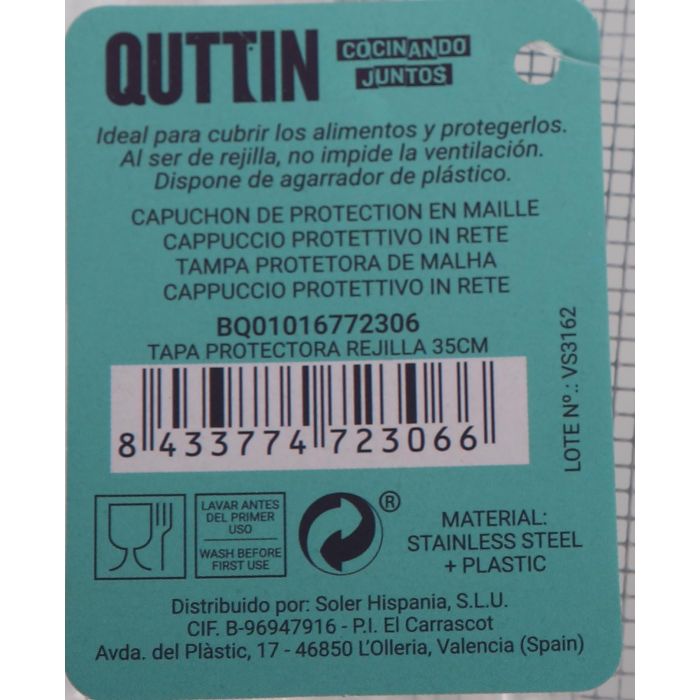 QUTTIN
COCINANDO
JUNTOS
Ideal para cubrir los alimentos y protegerlos.
Al ser de rejilla, no impide la ventilación.
Dispone de agarrador de plástico.
CAPUCHON DE PROTECTION EN MAILLE
CAPPUCCIO PROTETTIVO IN RETE
TAMPA PROTETORA DE MALHA
CAPPUCCIO PROTETTIVO IN RETE
BQ01016772306
TAPA PROTECTORA REJILLA 35CM
8 433774 723066
LOTE Nº.: VS3162
LAVAR ANTES
DEL PRIMER
USO
WASH BEFORE
FIRST USE
®
MATERIAL:
STAINLESS STEEL
+ PLASTIC
Distribuido por: Soler Hispania, S.L.U.
CIF. B-96947916 - P.I. El Carrascot
Avda. del Plàstic, 17 - 46850 L'Olleria, Valencia (Spain)